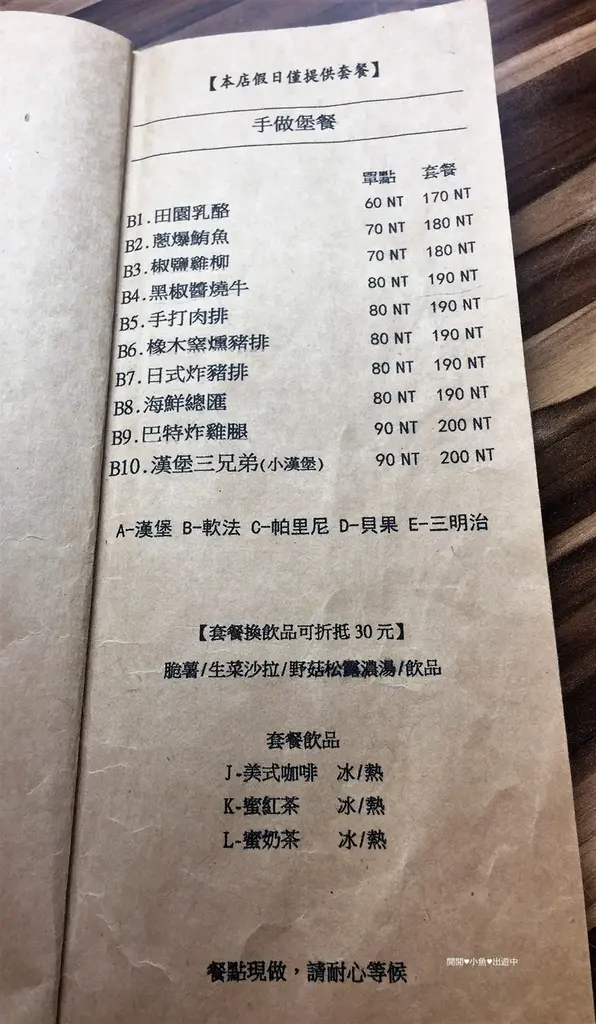 【本店假日僅提供套餐】
手做堡餐
單點 套餐
B1.田園乳酪 60 NT 170 NT
B2.蔥爆鮪魚 70 NT 180 NT
B3.椒鹽雞柳 70 NT 180 NT
B4.黑椒醬燒牛 80 NT 190 NT
B5.手打肉排 80 NT 190 NT
B6.橡木窯燻豬排 80 NT 190 NT
B7.日式炸豬排 80 NT 190 NT
B8.海鮮總匯 80 NT 190 NT
B9.巴特炸雞腿 90 NT 200 NT
B10.漢堡三兄弟(小漢堡) 90 NT 200 NT
A-漢堡 B-軟法 C-帕里尼 D-貝果 E-三明治
【套餐換飲品可折抵 30 元】
脆薯/生菜沙拉/野菇松露濃湯/飲品
套餐飲品
J-美式咖啡 冰/熱
K-蜜紅茶 冰/熱
L-蜜奶茶 冰/熱
餐點現做，請耐心等候
閒閒♥小魚♥出遊中